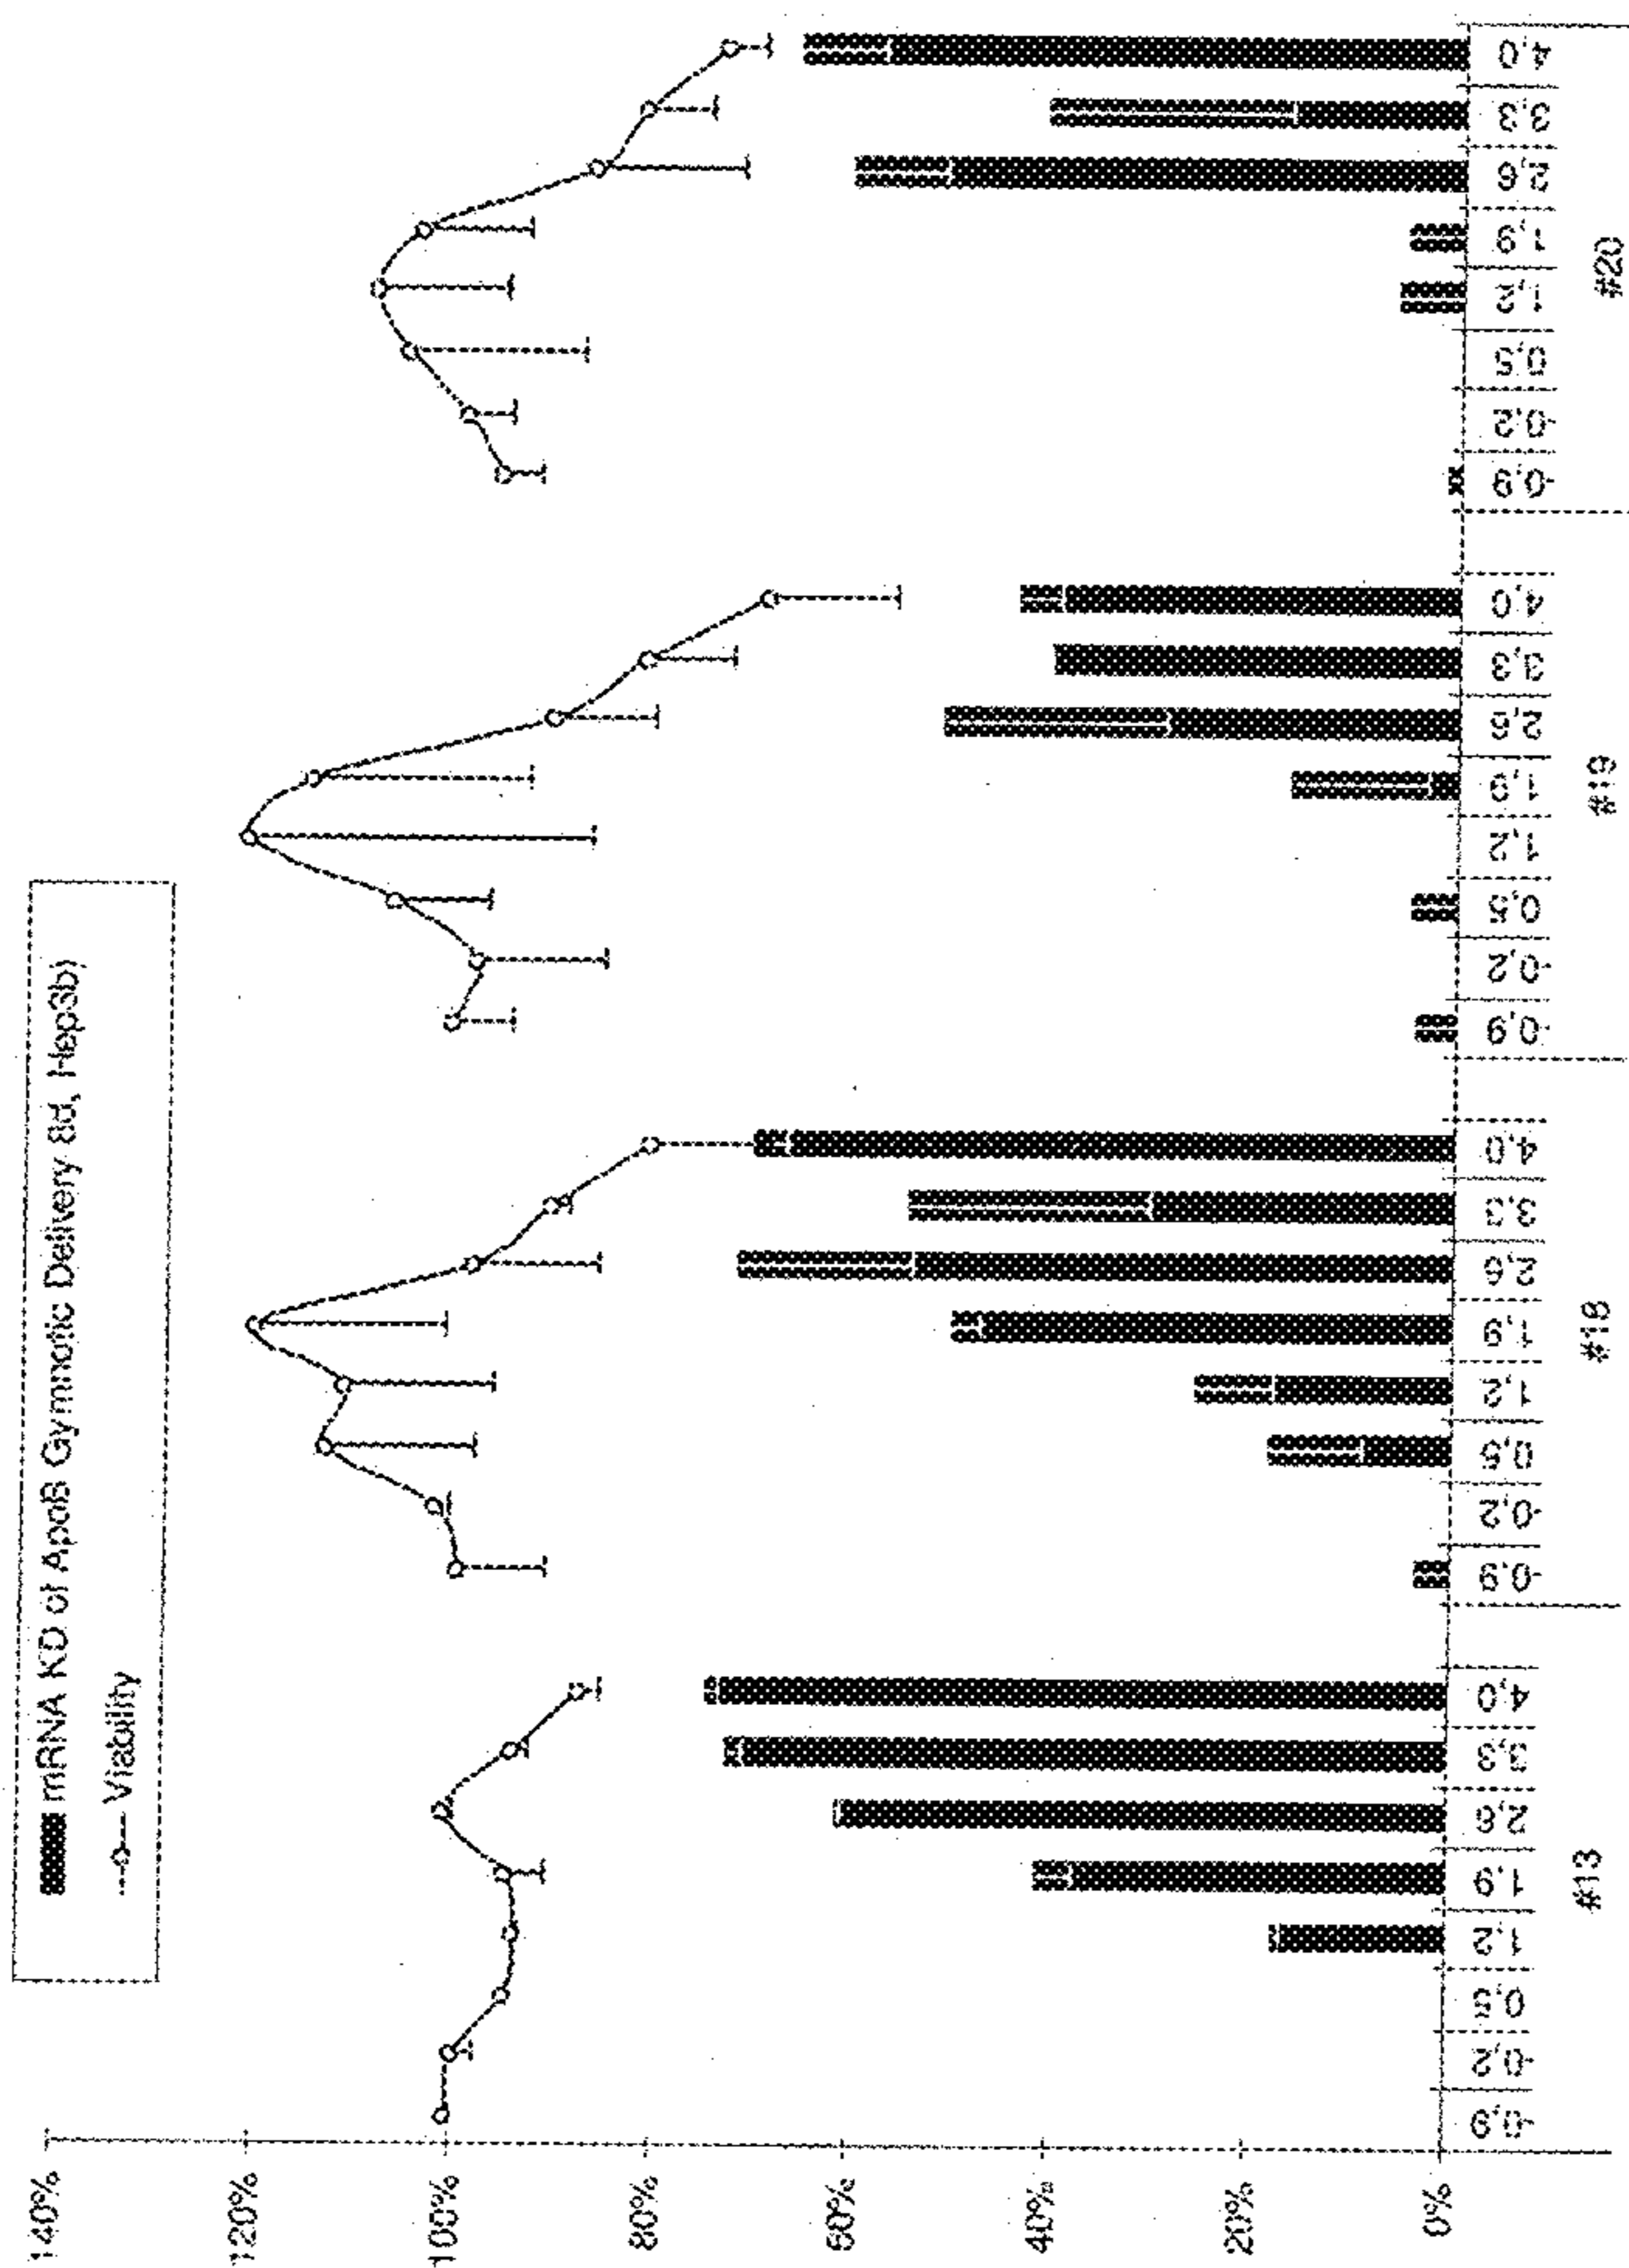 mRNA KD of ApoB Gymnotic Delivery 8d, Hep3b)
Viability
140%
120%
100%
80%
60%
40%
20%
0%
-0,9 -0,2 0,5 1,2 1,9 2,6 3,3 4,0
-0,9 -0,2 0,5 1,2 1,9 2,6 3,3 4,0
-0,9 -0,2 0,5 1,2 1,9 2,6 3,3 4,0
-0,9 -0,2 0,5 1,2 1,9 2,6 3,3 4,0
#13 #18 #19 #20